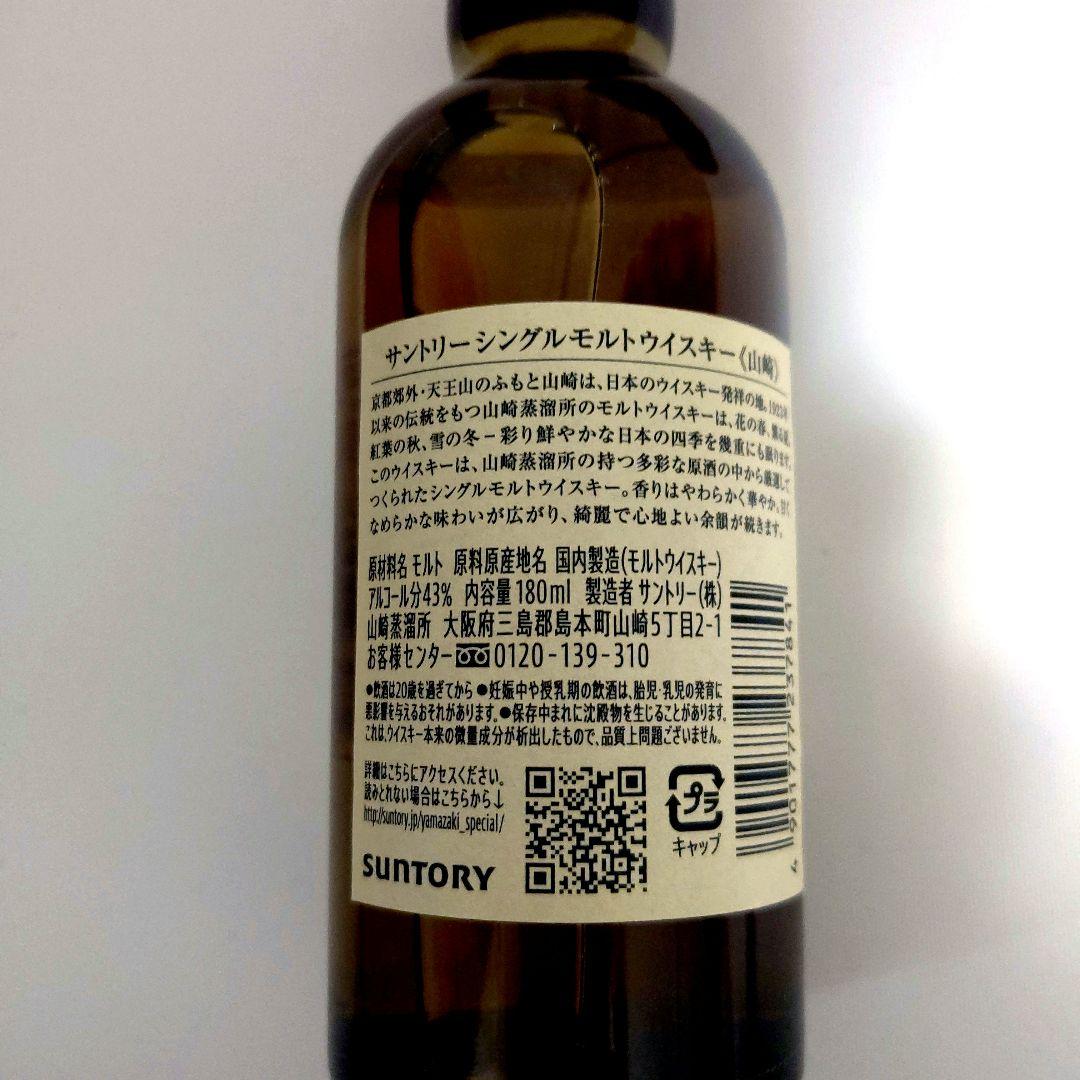 サントリーシングルモルトウイスキー《山崎》
京都郊外・天王山のふもと山崎は、日本のウイスキー発祥の地。1923年
以来の伝統をもつ山崎蒸溜所のモルトウイスキーは、花の春、
紅葉の秋、雪の冬−彩り鮮やかな日本の四季を幾重にも纏います。
このウイスキーは、山崎蒸溜所の持つ多彩な原酒の中から厳選して
つくられたシングルモルトウイスキー。香りはやわらかく華やか。甘く
なめらかな味わいが広がり、綺麗で心地よい余韻が続きます。
原材料名 モルト 原料原産地名 国内製造(モルトウイスキー)
アルコール分43% 内容量180ml 製造者 サントリー(株)
山崎蒸溜所 大阪府三島郡島本町山崎5丁目2-1
お客様センター 0120-139-310
●飲酒は20歳を過ぎてから ●妊娠中や授乳期の飲酒は、胎児・乳児の発育に
悪影響を与えるおそれがあります。●保存中まれに沈殿物を生じることがあります。
これは、ウイスキー本来の微量成分が析出したもので、品質上問題ございません。
詳細はこちらにアクセスください。
読みとれない場合はこちらから↓
http://suntory.jp/yamazaki_special/
SUNTORY
プラ
キャップ